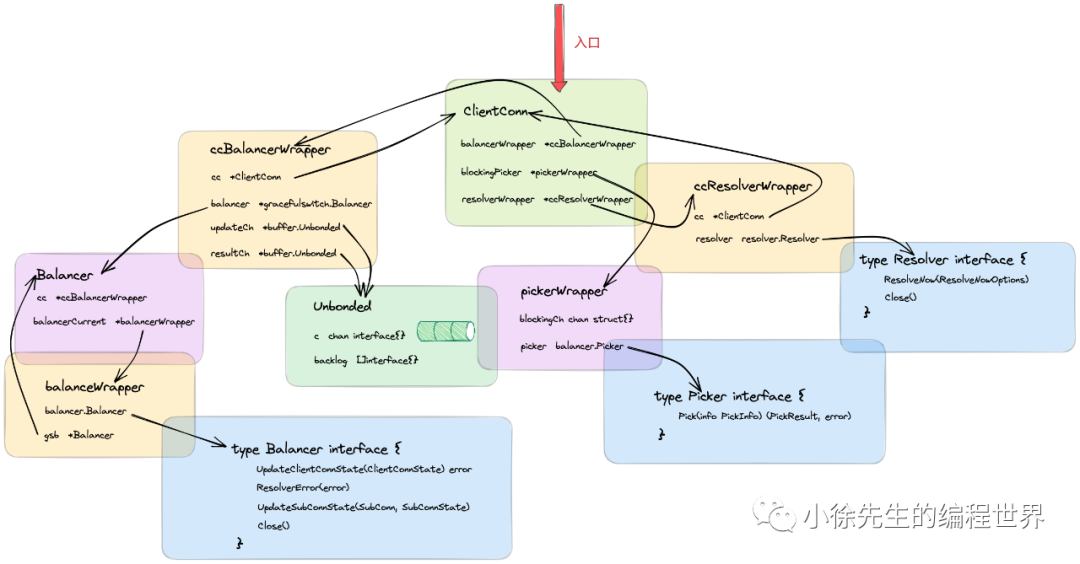 入口
ClientConn
balancerWrapper *ccBalancerWrapper
blockingPicker *pickerWrapper
resolverWrapper *ccResolverWrapper
ccBalancerWrapper
cc *ClientConn
balancer *gracefulswitch.Balancer
updateCh *buffer.Unbonded
resultCh *buffer.Unbonded
ccResolverWrapper
cc *ClientConn
resolver resolver.Resolver
type Resolver interface {
ResolveNow(ResolveNowOptions)
Close()
}
Balancer
cc *ccBalancerWrapper
balancerCurrent *balancerWrapper
Unbonded
c chan interface{}
backlog []interface{}
pickerWrapper
blockingCh chan struct{}
picker balancer.Picker
balanceWrapper
balancer.Balancer
gsb *Balancer
type Picker interface {
Pick(info PickInfo) (PickResult, error)
}
type Balancer interface {
UpdateClientConnState(ClientConnState) error
ResolverError(error)
UpdateSubConnState(SubConn, SubConnState)
Close()
}
小徐先生的编程世界